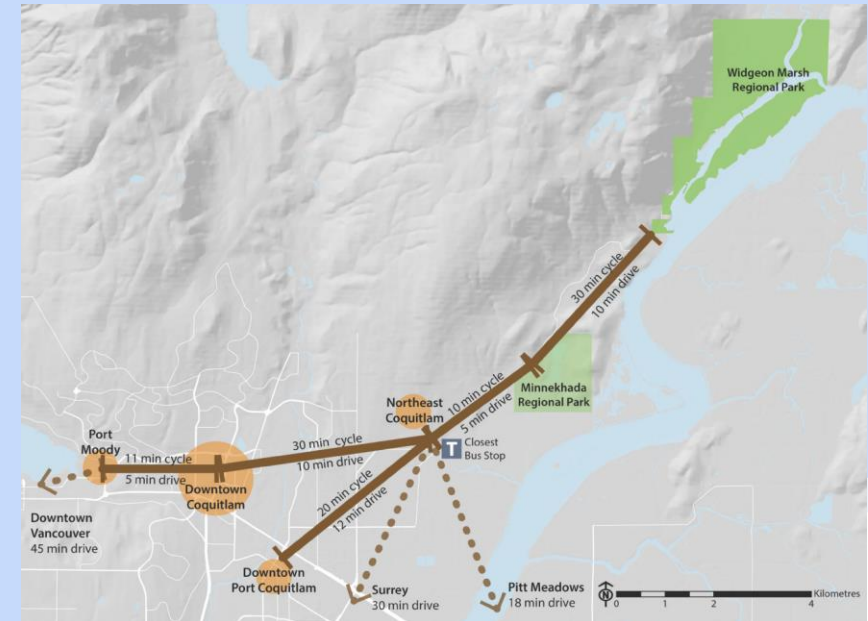 Widgeon Marsh
Regional Park
30 min cycle
10 min drive
Minnekhada
Regional Park
10 min cycle
5 min drive
Northeast
Coquitlam
T
Closest
Bus Stop
Port
Moody
11 min cycle
5 min drive
30 min cycle
10 min drive
Downtown
Coquitlam
20 min cycle
12 min drive
Downtown
Vancouver
45 min drive
Downtown
Port Coquitlam
Surrey
30 min drive
Pitt Meadows
18 min drive
N
Kilometres
0 1 2 4